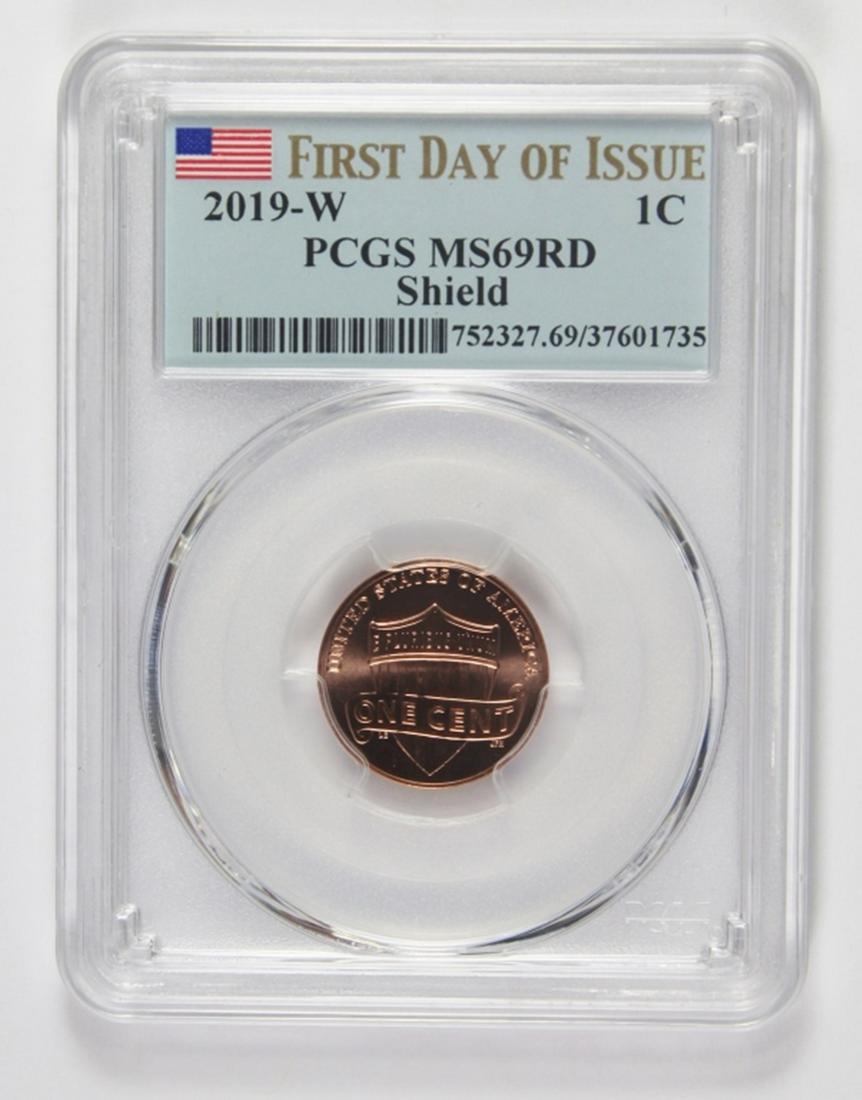 FIRST DAY OF ISSUE
2019-W 1C
PCGS MS69RD
Shield
752327.69/37601735
UNITED STATES OF AMERICA
E PLURIBUS UNUM
ONE CENT